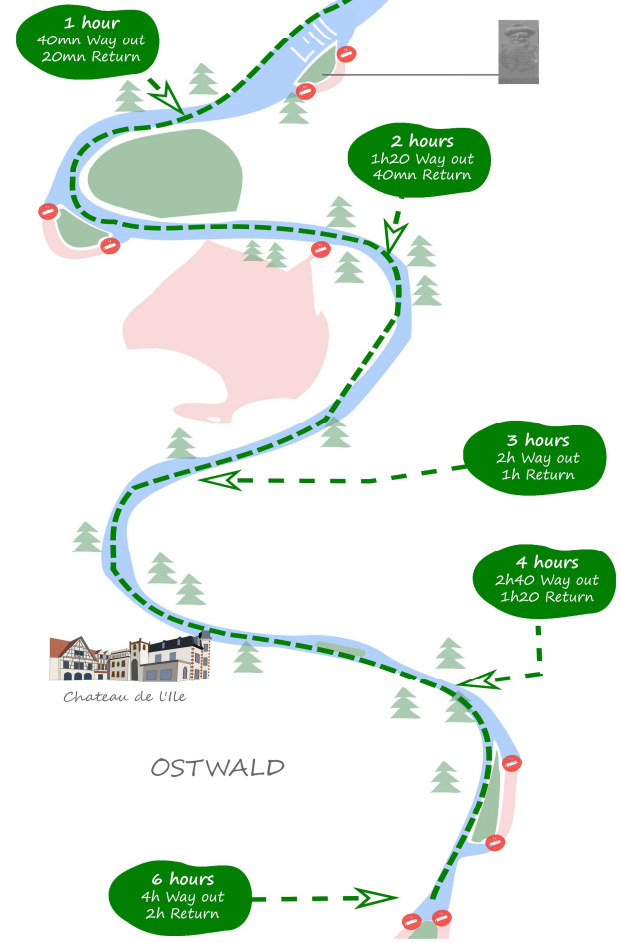 1 hour
40mn Way out
20mn Return
L'Ill
2 hours
1h20 Way out
40mn Return
3 hours
2h Way out
1h Return
4 hours
2h40 Way out
1h20 Return
Chateau de l'Ile
OSTWALD
6 hours
4h Way out
2h Return